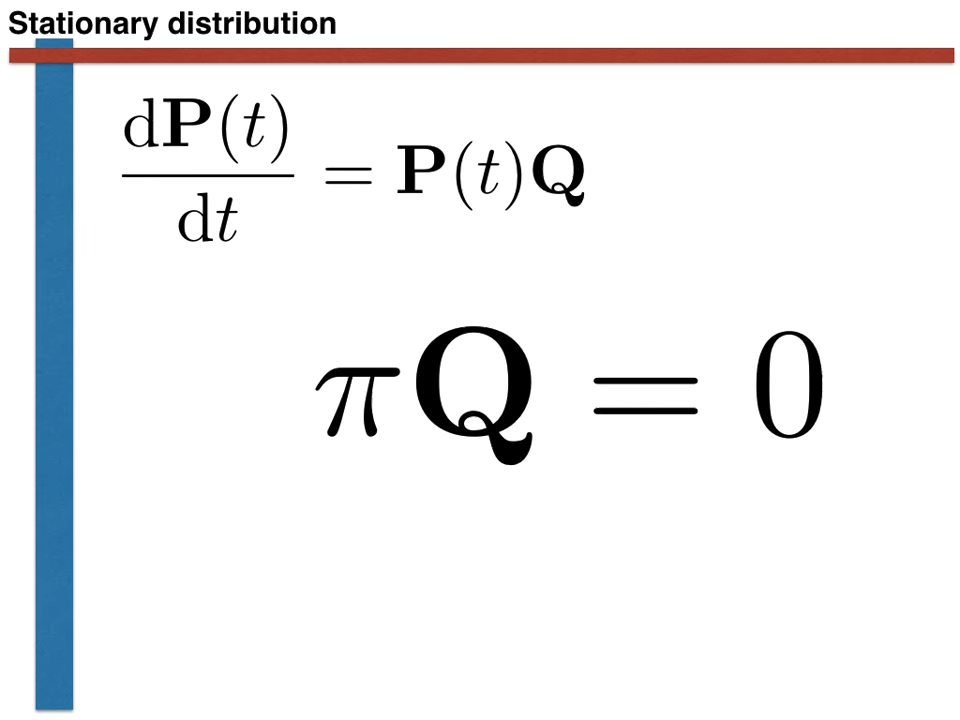 Stationary distribution
dP(t)/dt = P(t)Q
πQ = 0